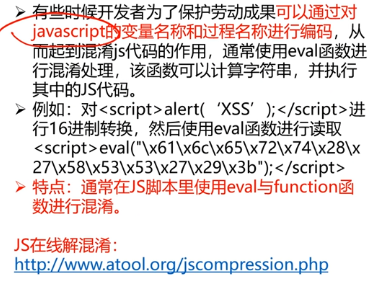 ➤ 有些时候开发者为了保护劳动成果可以通过对
javascript的变量名称和过程名称进行编码，从
而起到混淆js代码的作用，通常使用eval函数进
行混淆处理，该函数可以计算字符串，并执行
其中的JS代码。
➤ 例如：对<script>alert(‘XSS’);</script>进
行16进制转换，然后使用eval函数进行读取
<script>eval("\x61\x6c\x65\x72\x74\x28\x
27\x58\x53\x53\x27\x29\x3b");</script>
➤ 特点：通常在JS脚本里使用eval与function函
数进行混淆。
JS在线解混淆：
http://www.atool.org/jscompression.php